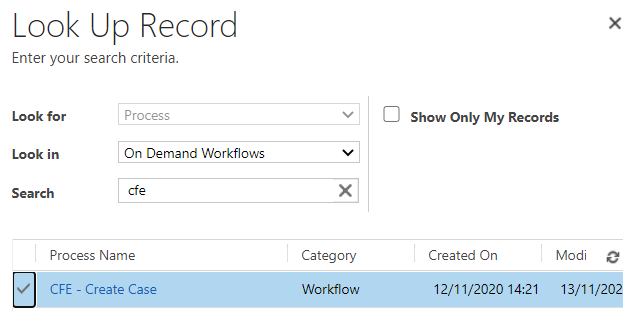 Look Up Record
Enter your search criteria.
Look for Process Show Only My Records
Look in On Demand Workflows
Search cfe
Process Name Category Created On Modi
CFE - Create Case Workflow 12/11/2020 14:21 13/11/202